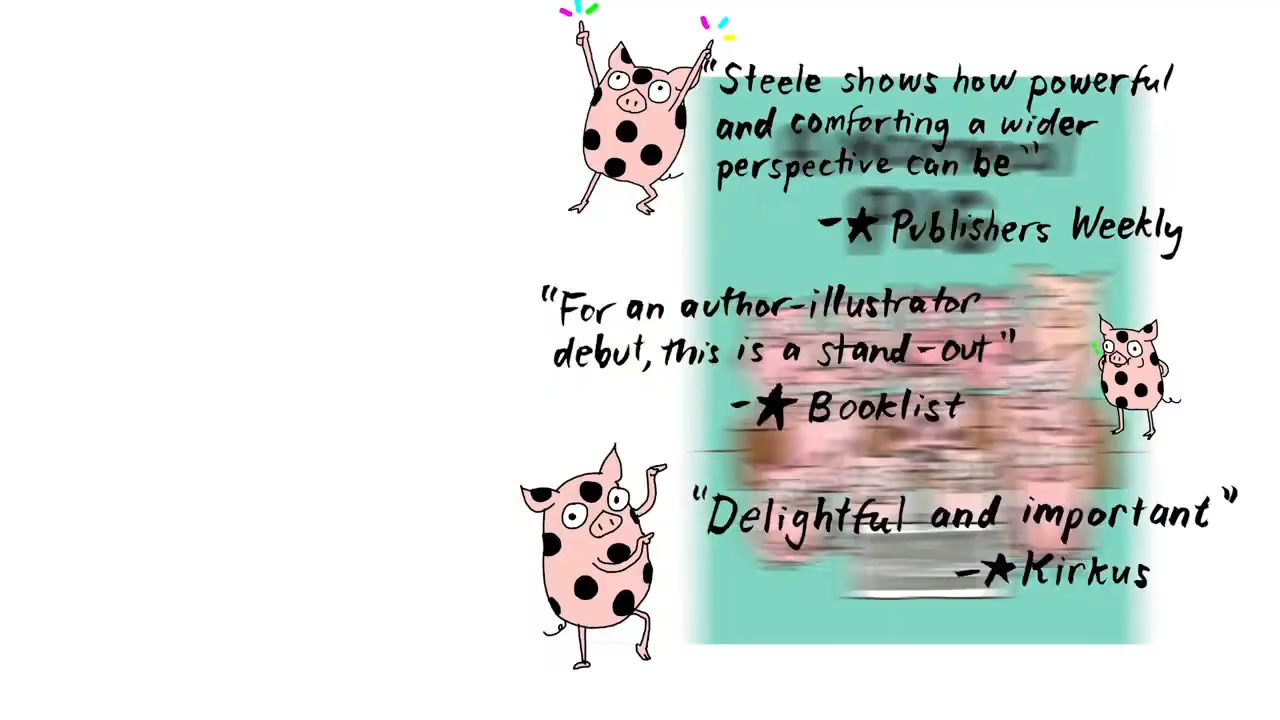 "Steele shows how powerful
and comforting a wider
perspective can be"
-★ Publishers Weekly
"For an author-illustrator
debut, this is a stand-out"
-★ Booklist
"Delightful and important"
-★ Kirkus